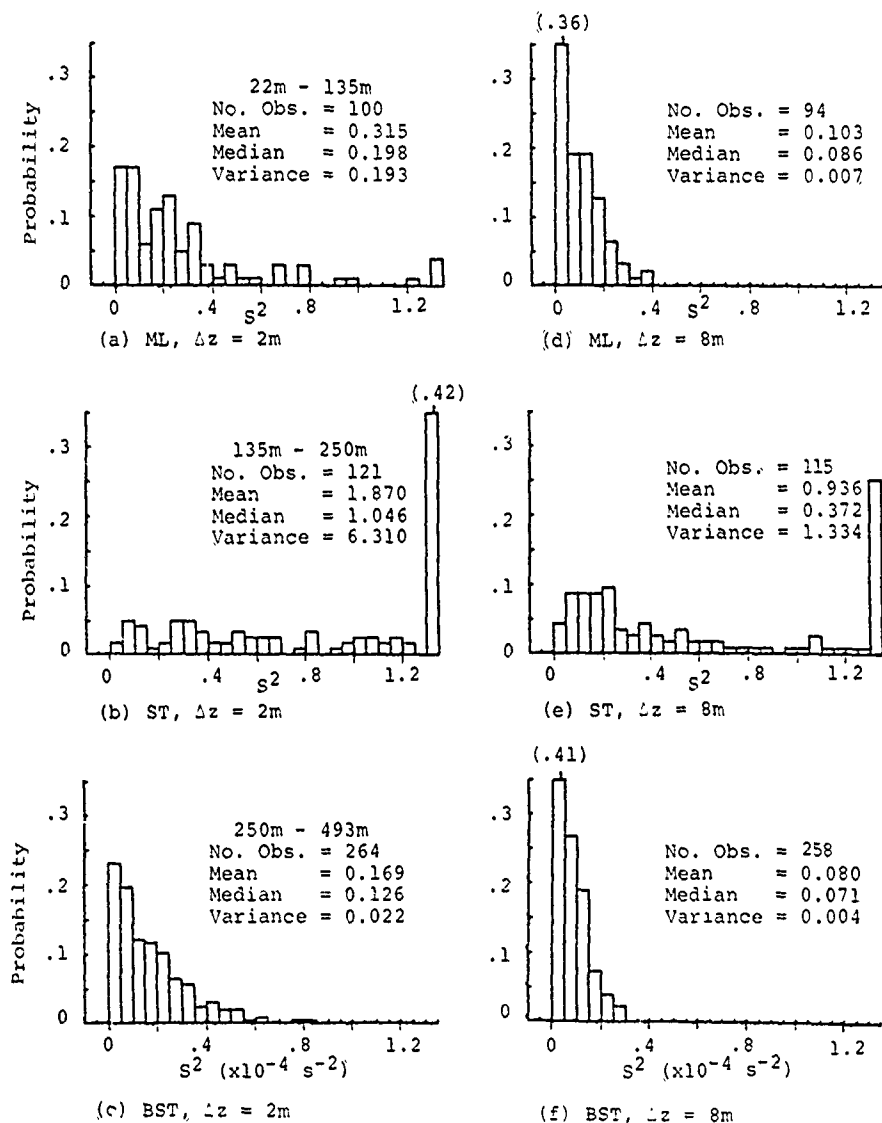 Probability
.3
.2
.1
0
22m - 135m
No. Obs. = 100
Mean = 0.315
Median = 0.198
Variance = 0.193
0 .4 .8 1.2
S²
(a) ML, Δz = 2m
(.36)
.3
.2
.1
0
No. Obs. = 94
Mean = 0.103
Median = 0.086
Variance = 0.007
0 .4 .8 1.2
S²
(d) ML, Δz = 8m
(.42)
Probability
.3
.2
.1
0
135m - 250m
No. Obs. = 121
Mean = 1.870
Median = 1.046
Variance = 6.310
0 .4 .8 1.2
S²
(b) ST, Δz = 2m
.3
.2
.1
0
No. Obs. = 115
Mean = 0.936
Median = 0.372
Variance = 1.334
0 .4 .8 1.2
S²
(e) ST, Δz = 8m
Probability
.3
.2
.1
0
250m - 493m
No. Obs. = 264
Mean = 0.169
Median = 0.126
Variance = 0.022
0 .4 .8 1.2
S² (x10⁻⁴ s⁻²)
(c) BST, Δz = 2m
(.41)
.3
.2
.1
0
No. Obs. = 258
Mean = 0.080
Median = 0.071
Variance = 0.004
0 .4 .8 1.2
S² (x10⁻⁴ s⁻²)
(f) BST, Δz = 8m